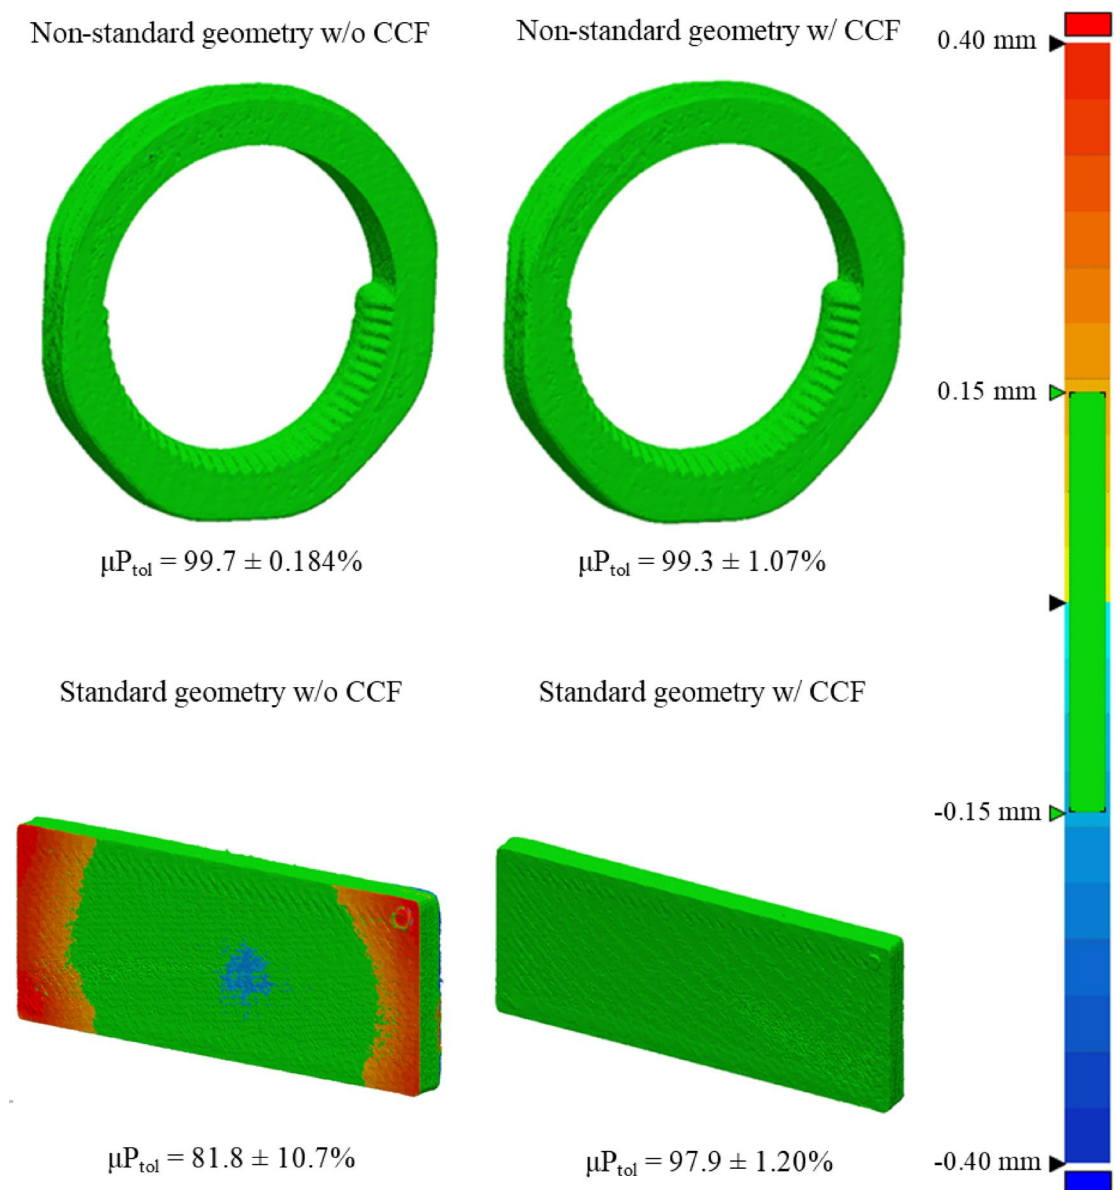 Non-standard geometry w/o CCF
Non-standard geometry w/ CCF
0.40 mm
0.15 mm
μPtol = 99.7 ± 0.184%
μPtol = 99.3 ± 1.07%
Standard geometry w/o CCF
Standard geometry w/ CCF
-0.15 mm
μPtol = 81.8 ± 10.7%
μPtol = 97.9 ± 1.20%
-0.40 mm